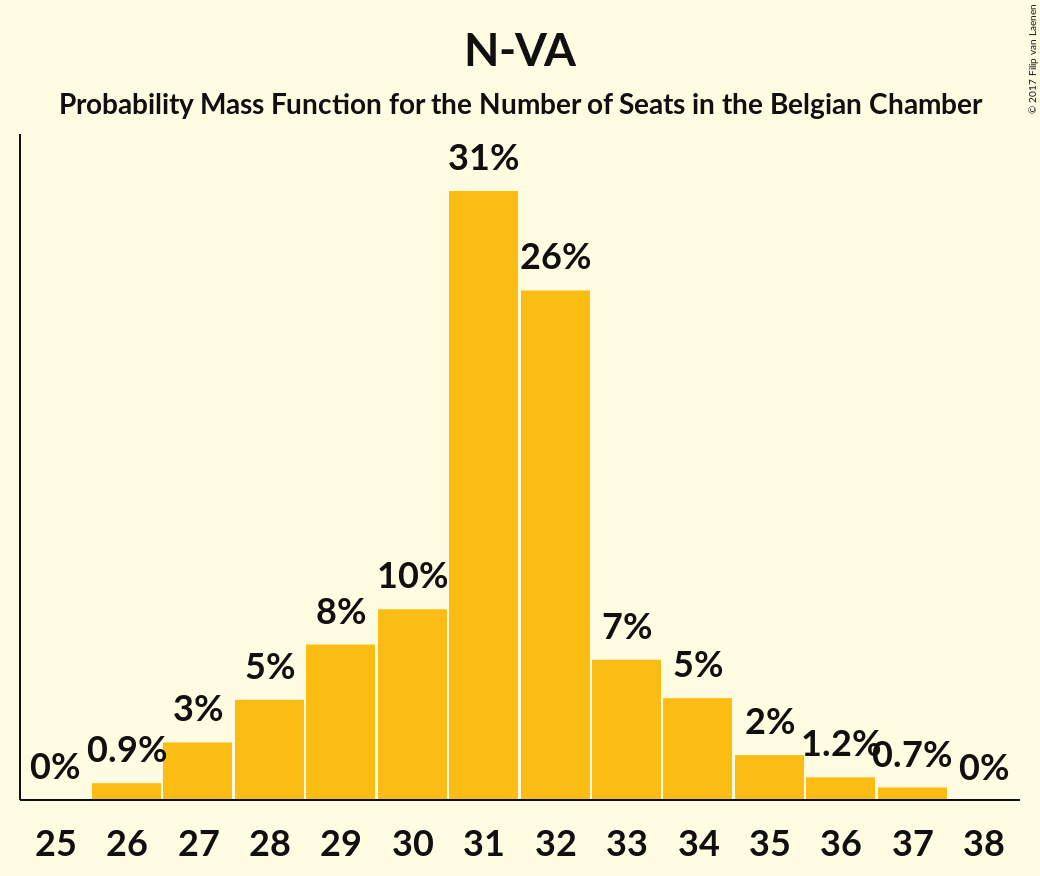 N-VA
Probability Mass Function for the Number of Seats in the Belgian Chamber
© 2017 Filip van Laenen
0% 0.9% 3% 5% 8% 10% 31% 26% 7% 5% 2% 1.2% 0.7% 0%
25 26 27 28 29 30 31 32 33 34 35 36 37 38